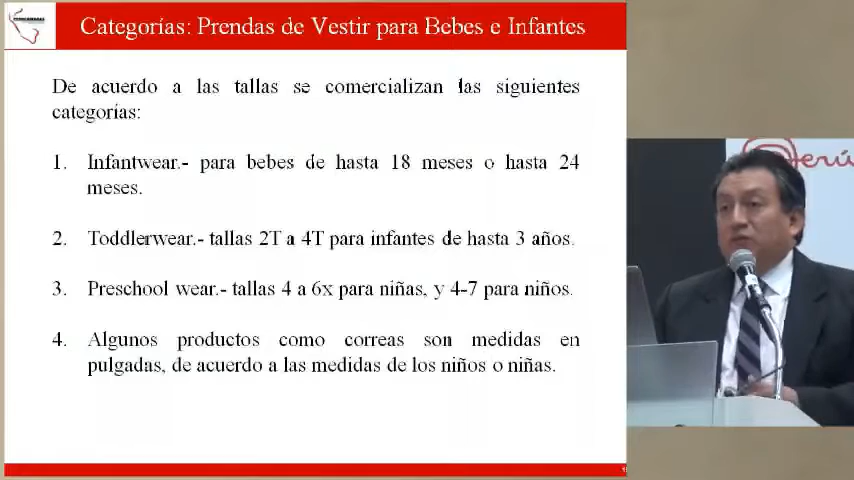 Categorías: Prendas de Vestir para Bebes e Infantes
De acuerdo a las tallas se comercializan las siguientes
categorías:
1. Infantwear.- para bebes de hasta 18 meses o hasta 24
meses.
2. Toddlerwear.- tallas 2T a 4T para infantes de hasta 3 años.
3. Preschool wear.- tallas 4 a 6x para niñas, y 4-7 para niños.
4. Algunos productos como correas son medidas en
pulgadas, de acuerdo a las medidas de los niños o niñas.
Perú